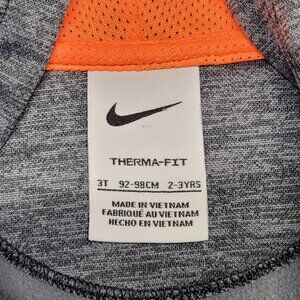 THERMA-FIT
3T 92-98CM 2-3YRS
MADE IN VIETNAM
FABRIQUÉ AU VIETNAM
HECHO EN VIETNAM